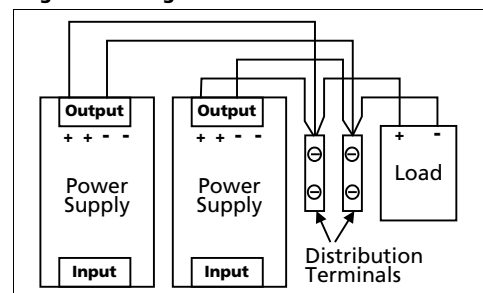 Output
+ + - -
Power
Supply
Input
Output
+ + - -
Power
Supply
Input
+ -
Load
Distribution
Terminals